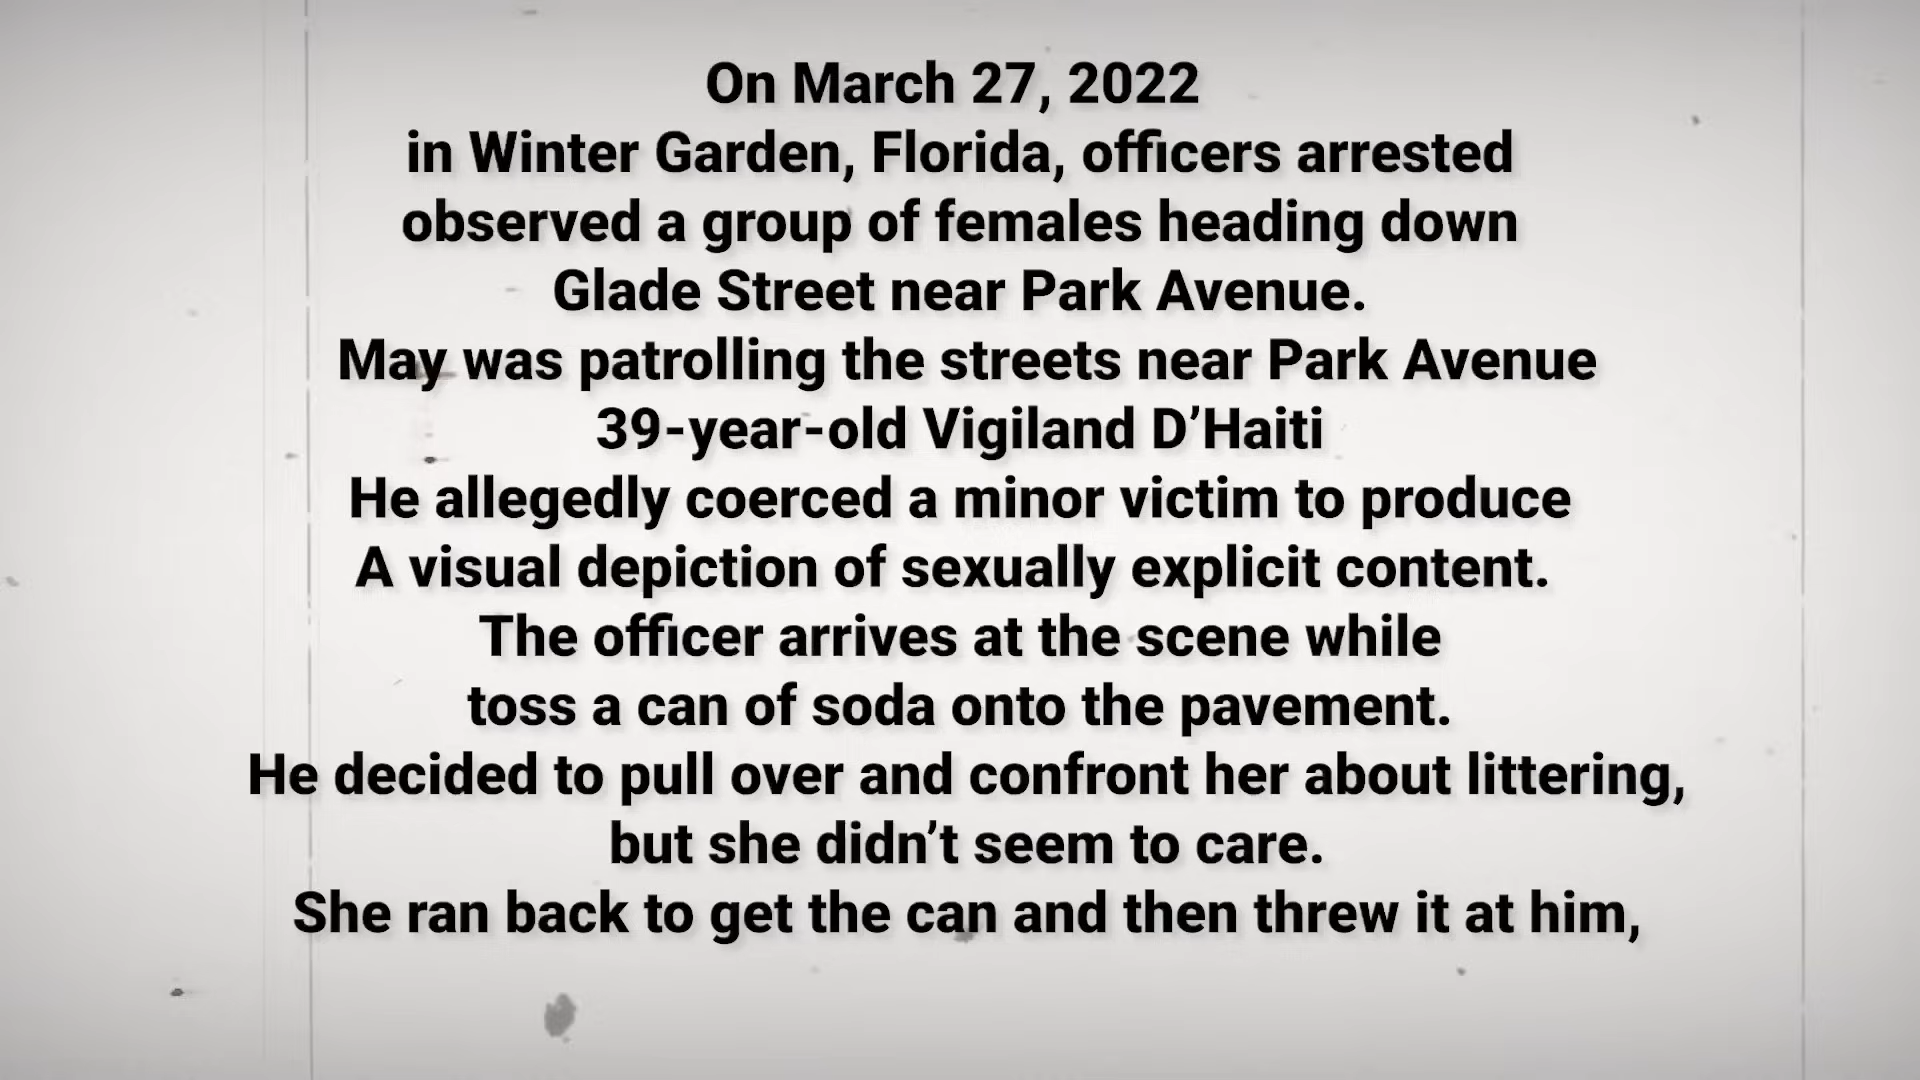 On March 27, 2022
in Winter Garden, Florida, officers arrested
observed a group of females heading down
Glade Street near Park Avenue.
May was patrolling the streets near Park Avenue
39-year-old Vigiland D’Haiti
He allegedly coerced a minor victim to produce
A visual depiction of sexually explicit content.
The officer arrives at the scene while
toss a can of soda onto the pavement.
He decided to pull over and confront her about littering,
but she didn’t seem to care.
She ran back to get the can and then threw it at him,